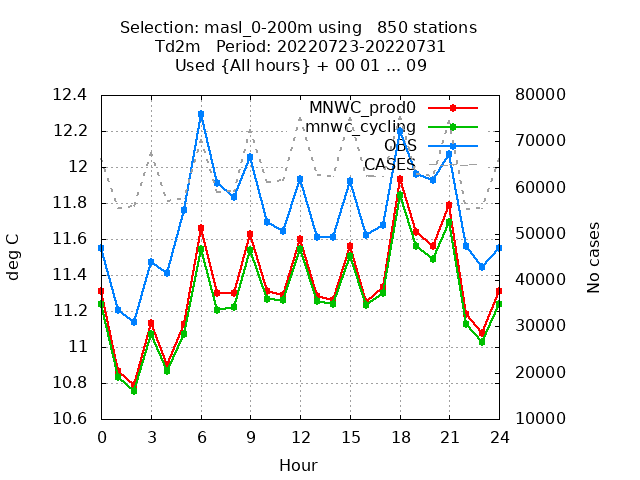 Selection: masl_0-200m using   850 stations
Td2m   Period: 20220723-20220731
Used {All hours} + 00 01 ... 09
12.4
12.2
12
11.8
11.6
11.4
11.2
11
10.8
10.6
80000
70000
60000
50000
40000
30000
20000
10000
MNWC_prod0
mnwc_cycling
OBS
CASES
deg C
No cases
0 3 6 9 12 15 18 21 24
Hour